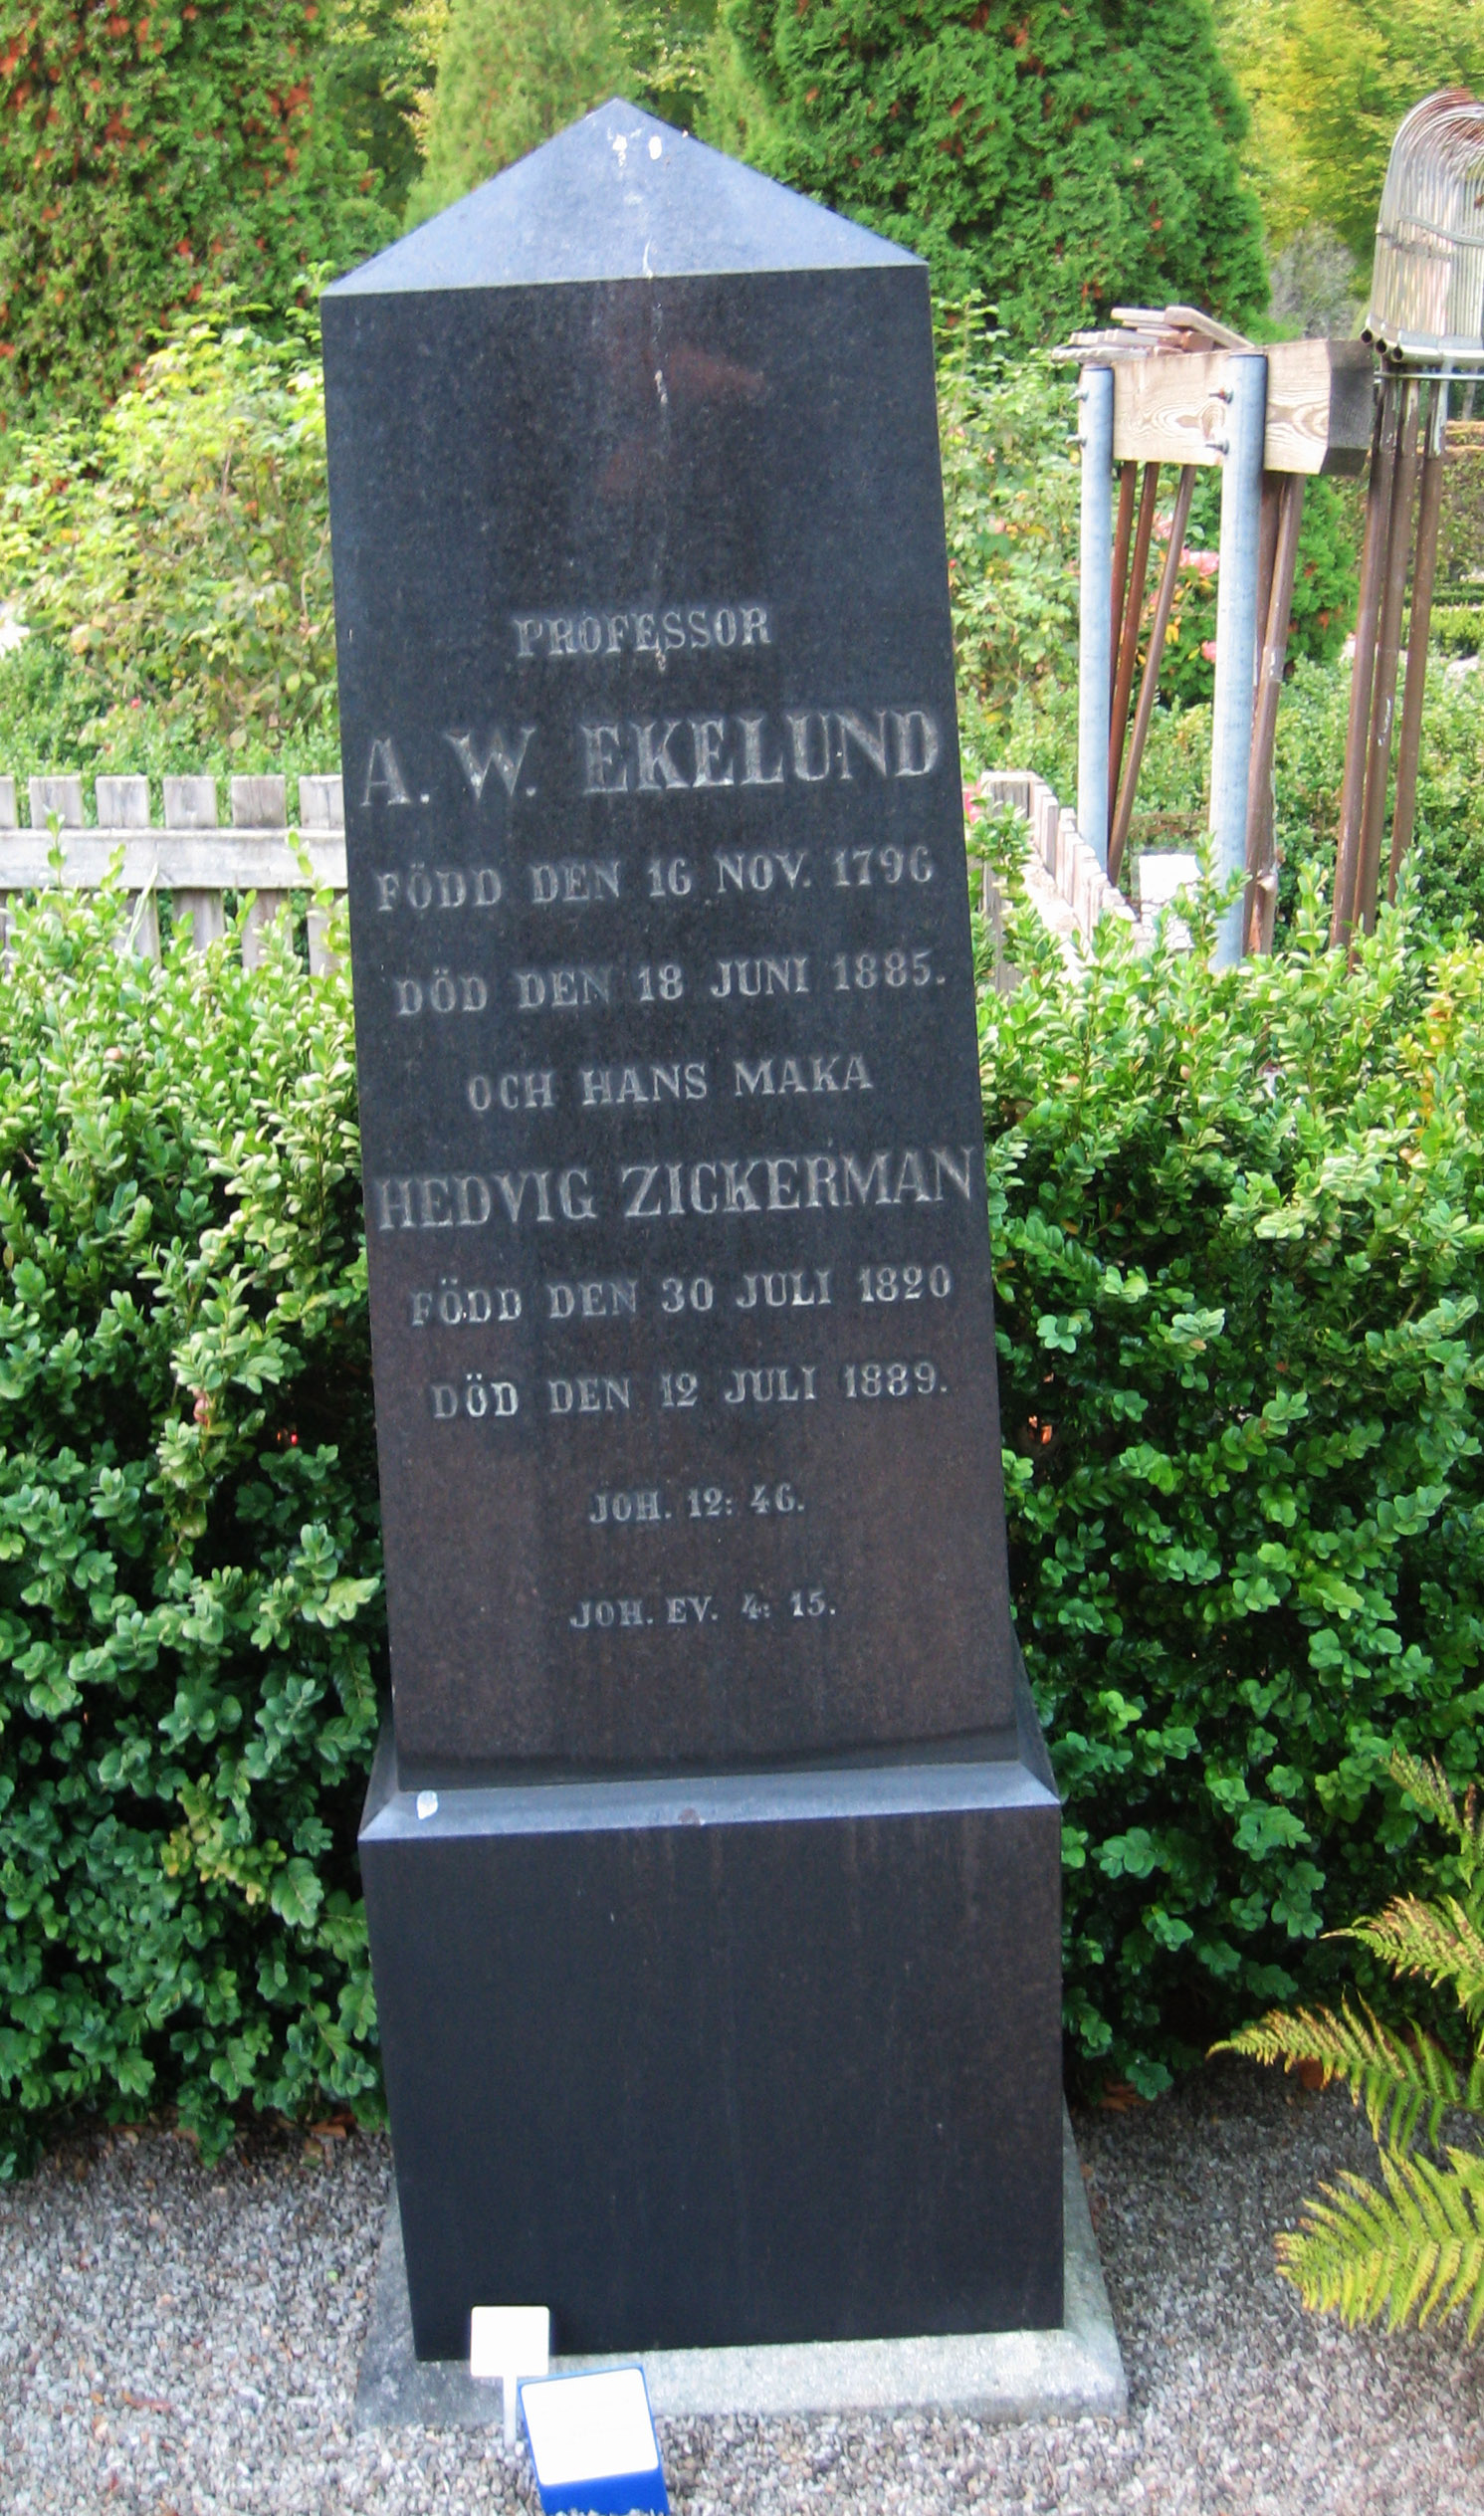 PROFESSOR
A. W. EKELUND
FÖDD DEN 16 NOV. 1796
DÖD DEN 18 JUNI 1885.
OCH HANS MAKA
HEDVIG ZICKERMAN
FÖDD DEN 30 JULI 1820
DÖD DEN 12 JULI 1889.
JOH. 12: 46.
JOH. EV. 4: 15.